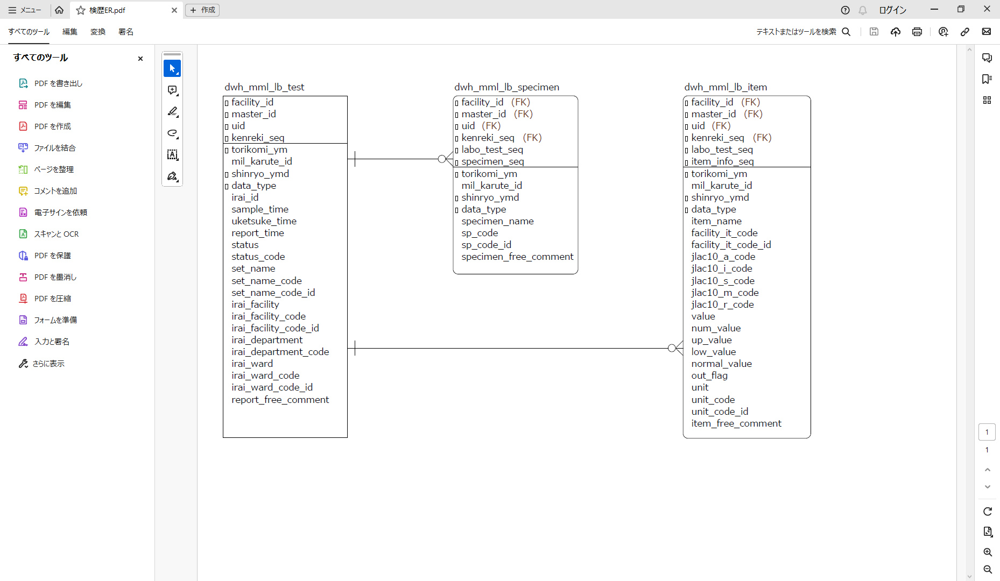 メニュー
検歴ER.pdf
作成
ログイン
すべてのツール
編集
変換
署名
テキストまたはツールを検索
すべてのツール
PDF を書き出し
PDF を編集
PDF を作成
ファイルを結合
ページを整理
コメントを追加
電子サインを依頼
スキャンと OCR
PDF を保護
PDF を墨消し
PDF を圧縮
フォームを準備
入力と署名
さらに表示
dwh_mml_lb_test
facility_id
master_id
uid
kenreki_seq
torikomi_ym
mil_karute_id
shinryo_ymd
data_type
irai_id
sample_time
uketsuke_time
report_time
status
status_code
set_name
set_name_code
set_name_code_id
irai_facility
irai_facility_code
irai_facility_code_id
irai_department
irai_department_code
irai_ward
irai_ward_code
irai_ward_code_id
report_free_comment
dwh_mml_lb_specimen
facility_id (FK)
master_id (FK)
uid (FK)
kenreki_seq (FK)
labo_test_seq
specimen_seq
torikomi_ym
mil_karute_id
shinryo_ymd
data_type
specimen_name
sp_code
sp_code_id
specimen_free_comment
dwh_mml_lb_item
facility_id (FK)
master_id (FK)
uid (FK)
kenreki_seq (FK)
labo_test_seq
item_info_seq
torikomi_ym
mil_karute_id
shinryo_ymd
data_type
item_name
facility_it_code
facility_it_code_id
jlac10_a_code
jlac10_i_code
jlac10_s_code
jlac10_m_code
jlac10_r_code
value
num_value
up_value
low_value
normal_value
out_flag
unit
unit_code
unit_code_id
item_free_comment
1
1